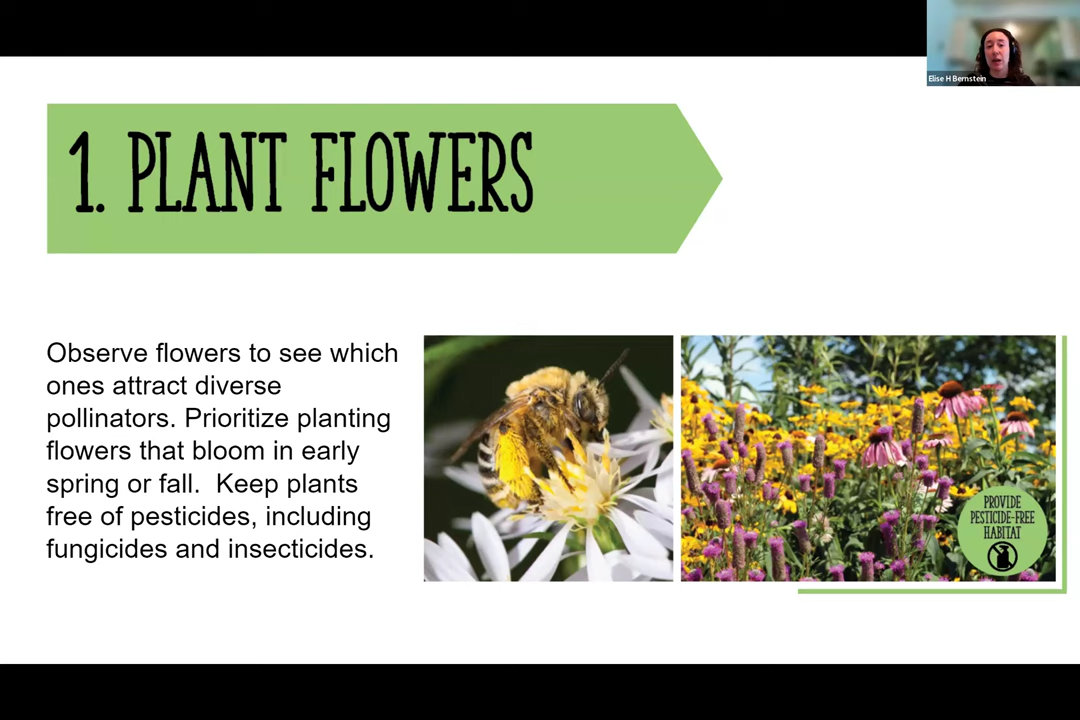 Elise H Bernstein
1. PLANT FLOWERS
Observe flowers to see which
ones attract diverse
pollinators. Prioritize planting
flowers that bloom in early
spring or fall.  Keep plants
free of pesticides, including
fungicides and insecticides.
PROVIDE
PESTICIDE-FREE
HABITAT